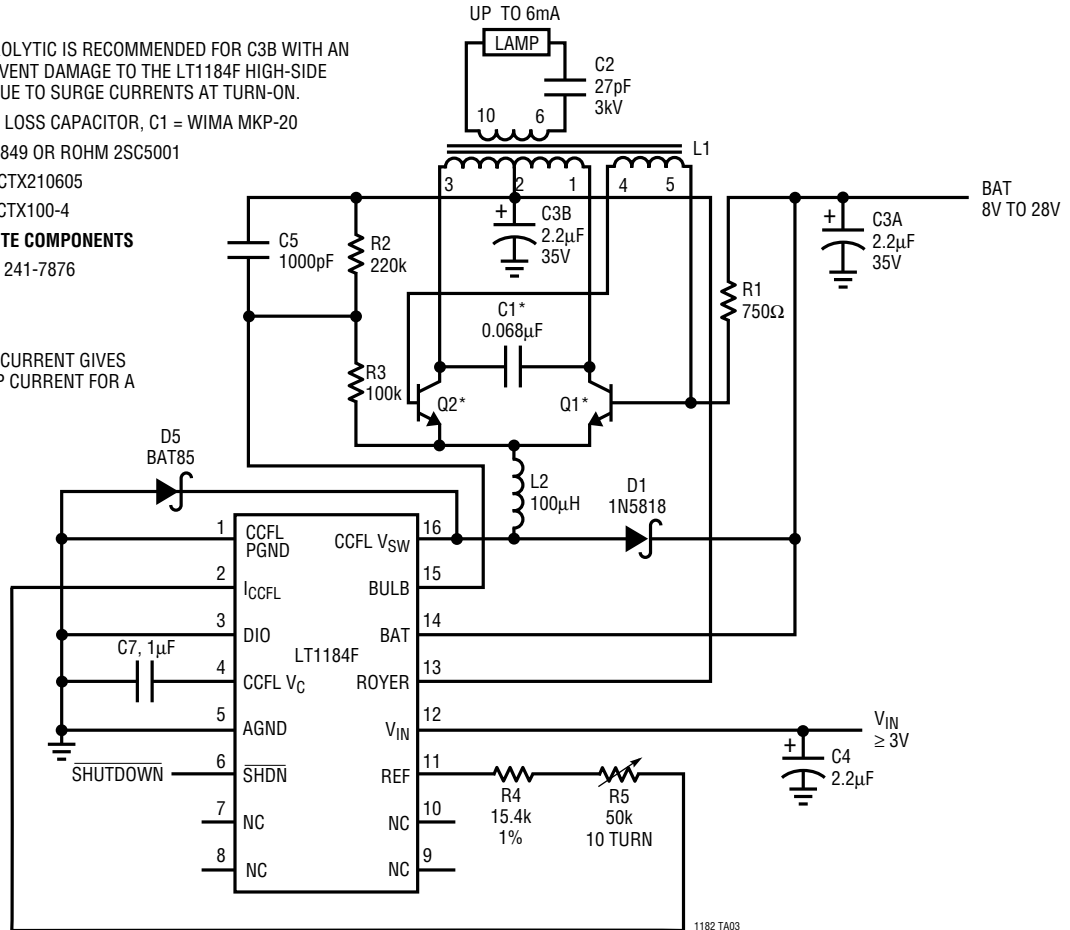 UP TO 6mA
LAMP
C2
27pF
3kV
10
6
L1
3
2
1
4
5
OLYTIC IS RECOMMENDED FOR C3B WITH AN
VENT DAMAGE TO THE LT1184F HIGH-SIDE
UE TO SURGE CURRENTS AT TURN-ON.
LOSS CAPACITOR, C1 = WIMA MKP-20
849 OR ROHM 2SC5001
CTX210605
CTX100-4
TE COMPONENTS
241-7876
CURRENT GIVES
P CURRENT FOR A
C5
1000pF
R2
220k
+
C3B
2.2µF
35V
BAT
8V TO 28V
+
C3A
2.2µF
35V
R1
750Ω
C1*
0.068µF
R3
100k
Q2*
Q1*
D5
BAT85
L2
100µH
D1
1N5818
1
CCFL
PGND
2
ICCFL
3
DIO
C7, 1µF
4
CCFL VC
5
AGND
SHUTDOWN
6
SHDN
7
NC
8
NC
LT1184F
16
CCFL VSW
15
BULB
14
BAT
13
ROYER
12
VIN
11
REF
10
NC
9
NC
VIN
≥ 3V
+
C4
2.2µF
R4
15.4k
1%
R5
50k
10 TURN
1182 TA03